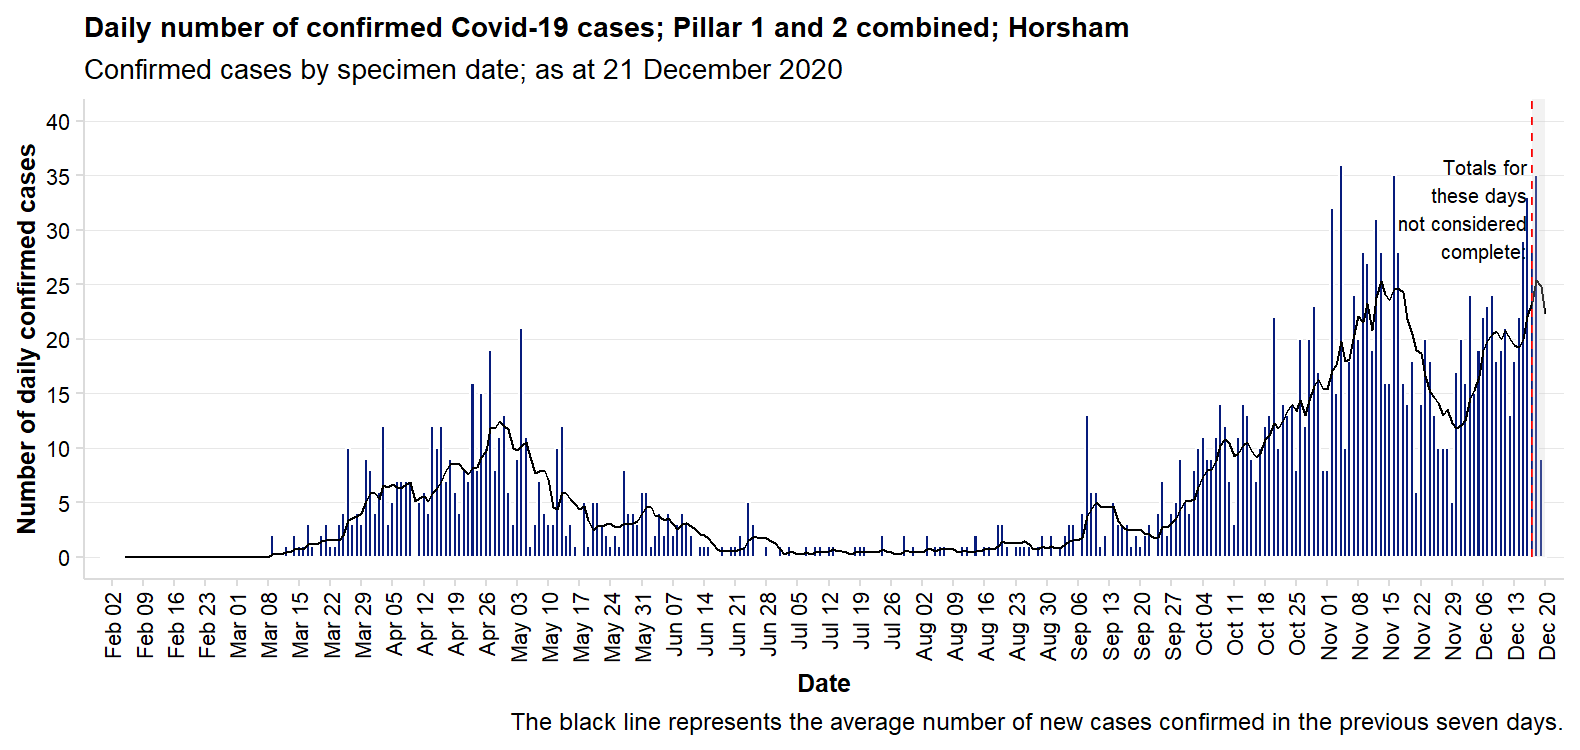 Daily number of confirmed Covid-19 cases; Pillar 1 and 2 combined; Horsham
Confirmed cases by specimen date; as at 21 December 2020
Number of daily confirmed cases
40
35
30
25
20
15
10
5
0
Totals for
these days
not considered
complete.
Feb 02
Feb 09
Feb 16
Feb 23
Mar 01
Mar 08
Mar 15
Mar 22
Mar 29
Apr 05
Apr 12
Apr 19
Apr 26
May 03
May 10
May 17
May 24
May 31
Jun 07
Jun 14
Jun 21
Jun 28
Jul 05
Jul 12
Jul 19
Jul 26
Aug 02
Aug 09
Aug 16
Aug 23
Aug 30
Sep 06
Sep 13
Sep 20
Sep 27
Oct 04
Oct 11
Oct 18
Oct 25
Nov 01
Nov 08
Nov 15
Nov 22
Nov 29
Dec 06
Dec 13
Dec 20
Date
The black line represents the average number of new cases confirmed in the previous seven days.